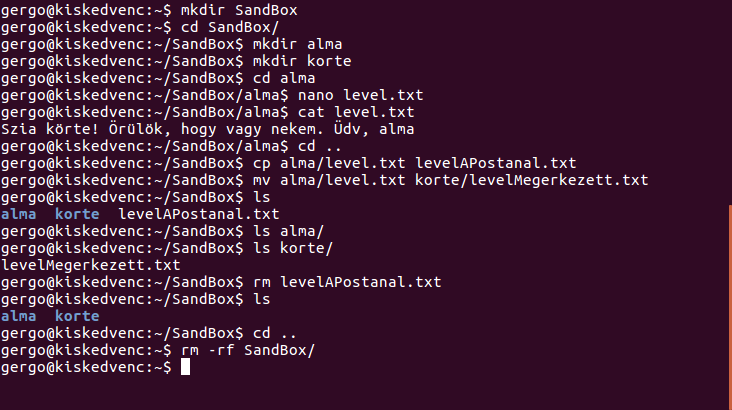 gergo@kiskedvenc:~$ mkdir SandBox
gergo@kiskedvenc:~$ cd SandBox/
gergo@kiskedvenc:~/SandBox$ mkdir alma
gergo@kiskedvenc:~/SandBox$ mkdir korte
gergo@kiskedvenc:~/SandBox$ cd alma
gergo@kiskedvenc:~/SandBox/alma$ nano level.txt
gergo@kiskedvenc:~/SandBox/alma$ cat level.txt
Szia körte! Örülök, hogy vagy nekem. Üdv, alma
gergo@kiskedvenc:~/SandBox/alma$ cd ..
gergo@kiskedvenc:~/SandBox$ cp alma/level.txt levelAPostanal.txt
gergo@kiskedvenc:~/SandBox$ mv alma/level.txt korte/levelMegerkezett.txt
gergo@kiskedvenc:~/SandBox$ ls
alma  korte  levelAPostanal.txt
gergo@kiskedvenc:~/SandBox$ ls alma/
gergo@kiskedvenc:~/SandBox$ ls korte/
levelMegerkezett.txt
gergo@kiskedvenc:~/SandBox$ rm levelAPostanal.txt
gergo@kiskedvenc:~/SandBox$ ls
alma  korte
gergo@kiskedvenc:~/SandBox$ cd ..
gergo@kiskedvenc:~$ rm -rf SandBox/
gergo@kiskedvenc:~$